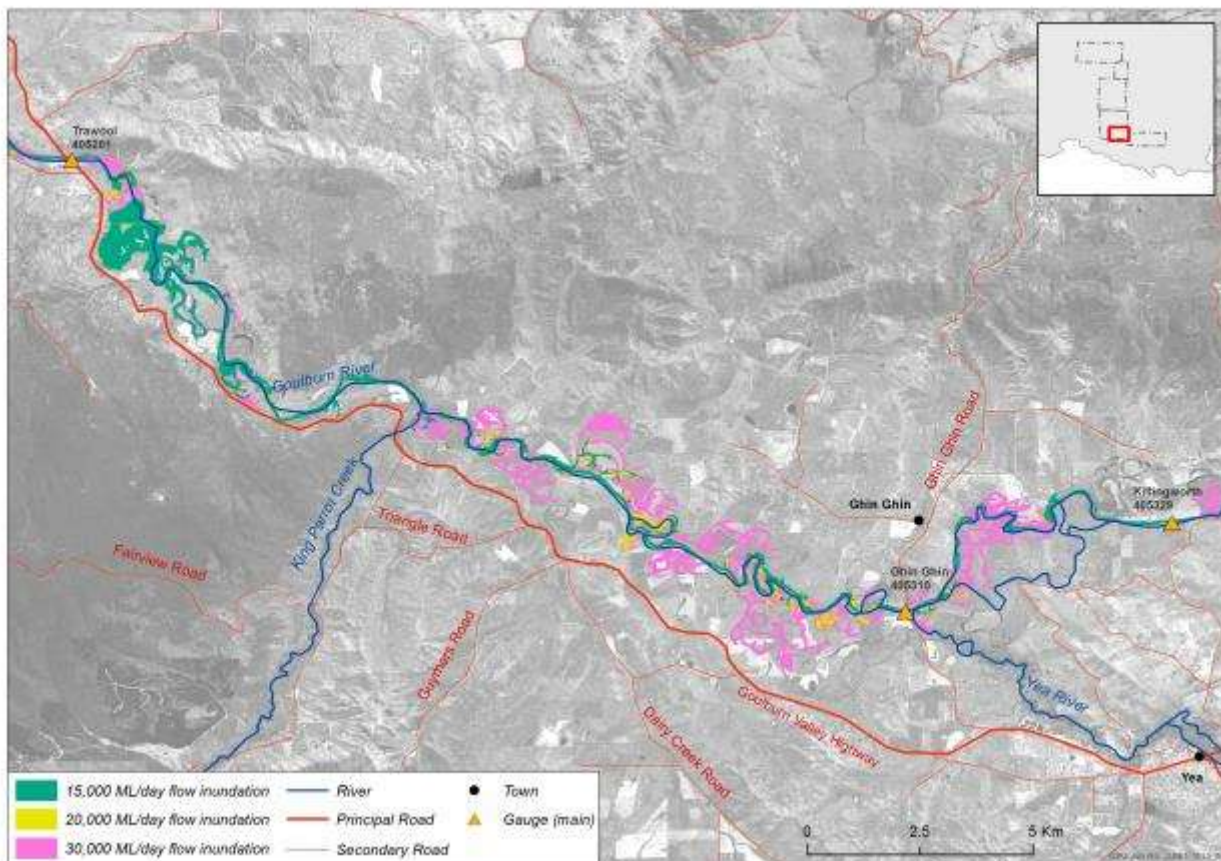 Trawool
405201
Goulburn River
King Parrot Creek
Triangle Road
Fairview Road
Guymers Road
Ghin Ghin Road
Ghin Ghin
Killingworth
405329
Ghin Ghin
405310
Yea River
Goulburn Valley Highway
Dairy Creek Road
Yea
15,000 ML/day flow inundation
20,000 ML/day flow inundation
30,000 ML/day flow inundation
River
Principal Road
Secondary Road
Town
Gauge (main)
0 2.5 5 Km